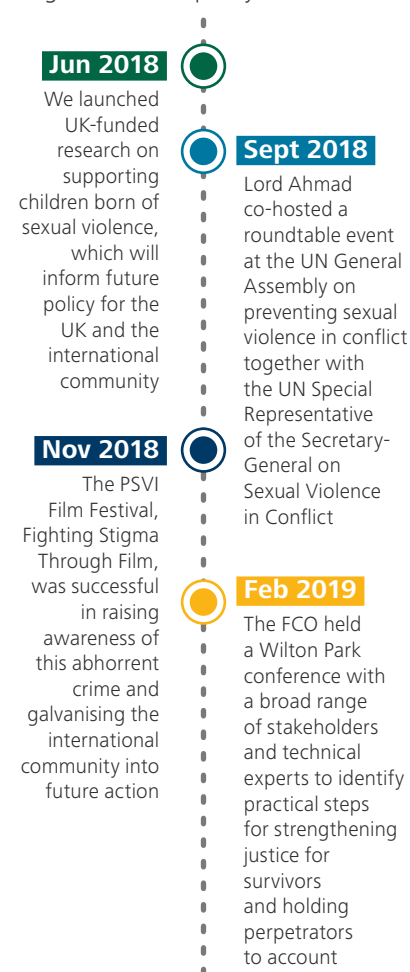 Jun 2018
We launched
UK-funded
research on
supporting
children born of
sexual violence,
which will
inform future
policy for the
UK and the
international
community
Sept 2018
Lord Ahmad
co-hosted a
roundtable event
at the UN General
Assembly on
preventing sexual
violence in conflict
together with
the UN Special
Representative
of the Secretary-
General on
Sexual Violence
in Conflict
Nov 2018
The PSVI
Film Festival,
Fighting Stigma
Through Film,
was successful
in raising
awareness of
this abhorrent
crime and
galvanising the
international
community into
future action
Feb 2019
The FCO held
a Wilton Park
conference with
a broad range
of stakeholders
and technical
experts to identify
practical steps
for strengthening
justice for
survivors
and holding
perpetrators
to account